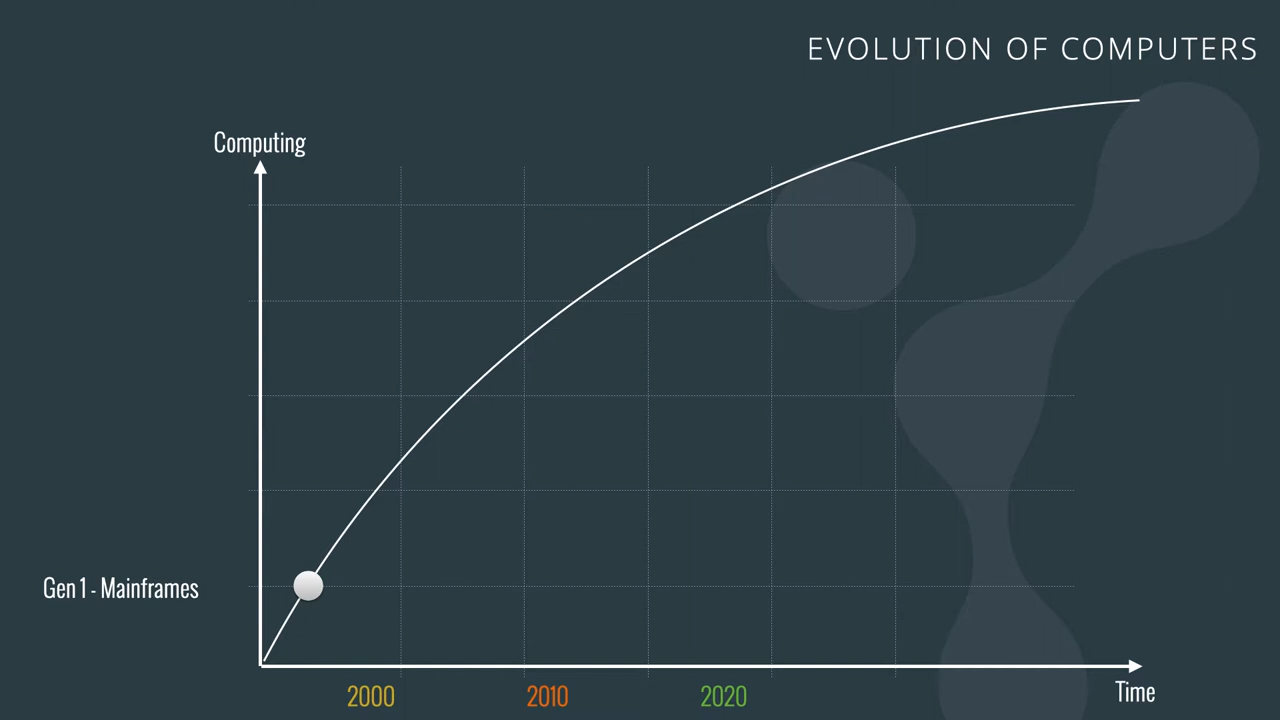 EVOLUTION OF COMPUTERS
Computing
Gen 1 - Mainframes
2000 2010 2020
Time